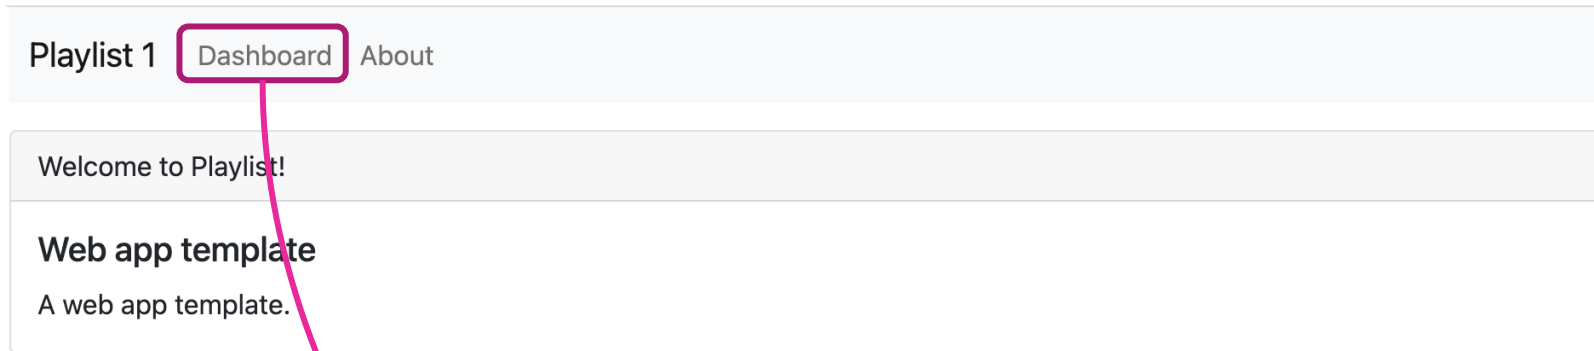 Playlist 1 Dashboard About
Welcome to Playlist!
Web app template
A web app template.